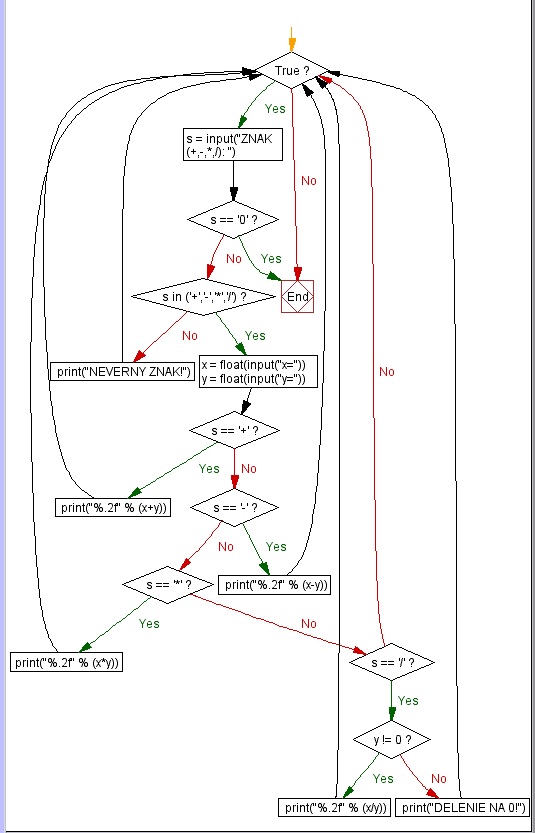 True ?
Yes
s = input("ZNAK
(+,-,*,/): ")
No
s == '0' ?
No
Yes
s in ('+','-','*','/') ?
End
No
Yes
print("NEVERNY ZNAK!")
x = float(input("x="))
y = float(input("y="))
No
s == '+' ?
Yes
No
print("%.2f" % (x+y))
s == '-' ?
No
Yes
s == '*' ?
print("%.2f" % (x-y))
Yes
No
print("%.2f" % (x*y))
s == '/' ?
Yes
y != 0 ?
Yes
No
print("%.2f" % (x/y))
print("DELENIE NA 0!")